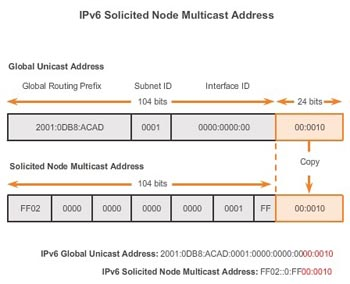 IPv6 Solicited Node Multicast Address
Global Unicast Address
Global Routing Prefix Subnet ID Interface ID
104 bits 24 bits
2001:0DB8:ACAD 0001 0000:0000:00 00:0010
Solicited Node Multicast Address Copy
104 bits
FF02 0000 0000 0000 0000 0001 FF 00:0010
IPv6 Global Unicast Address: 2001:0DB8:ACAD:0001:0000:0000:0000:0010
IPv6 Solicited Node Multicast Address: FF02::0:FF00:0010